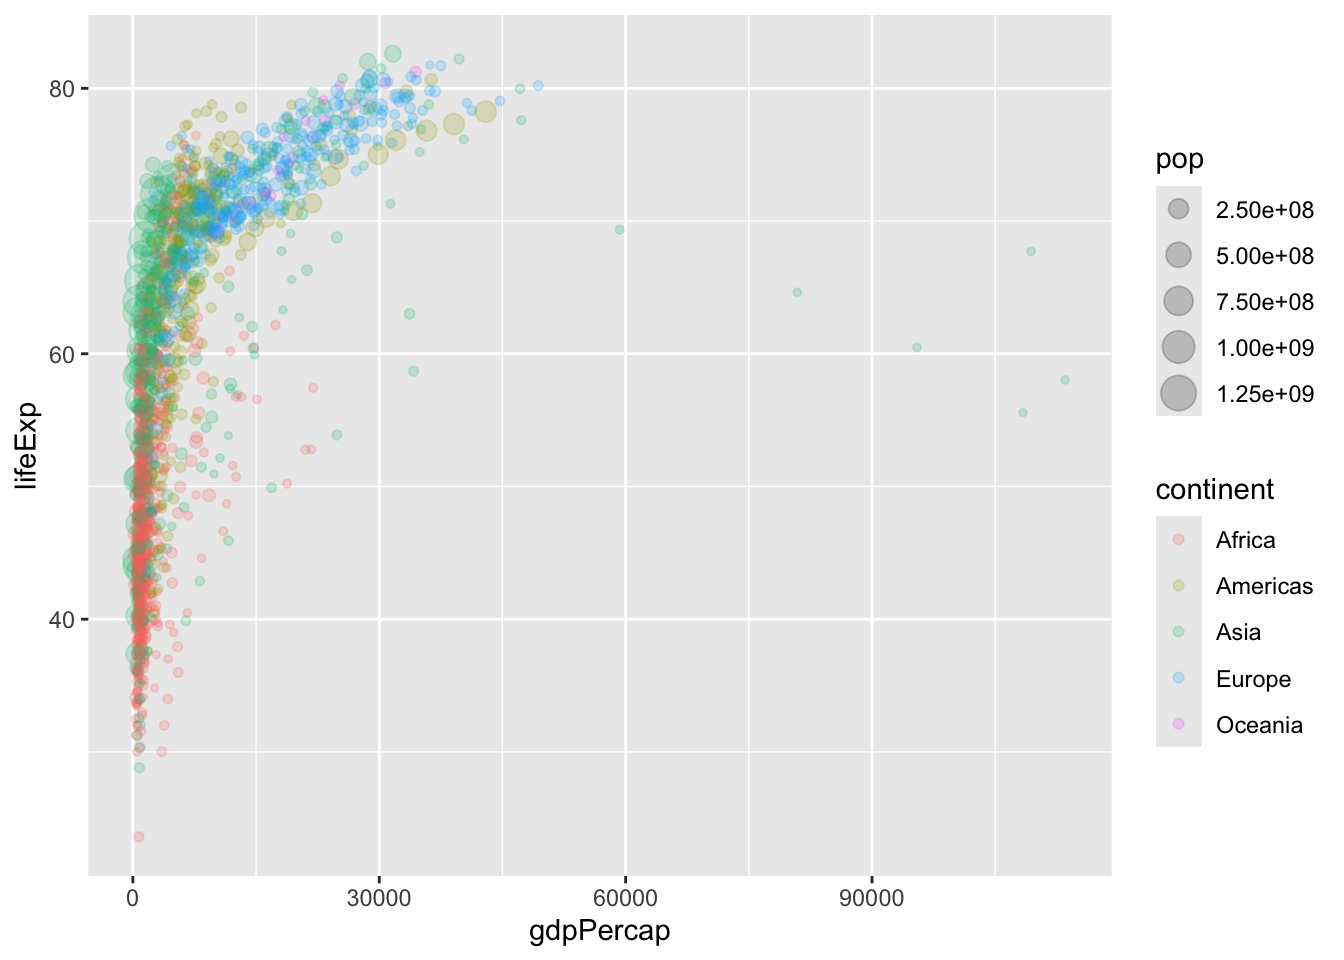 80
60
40
lifeExp
0
30000
60000
90000
gdpPercap
pop
2.50e+08
5.00e+08
7.50e+08
1.00e+09
1.25e+09
continent
Africa
Americas
Asia
Europe
Oceania